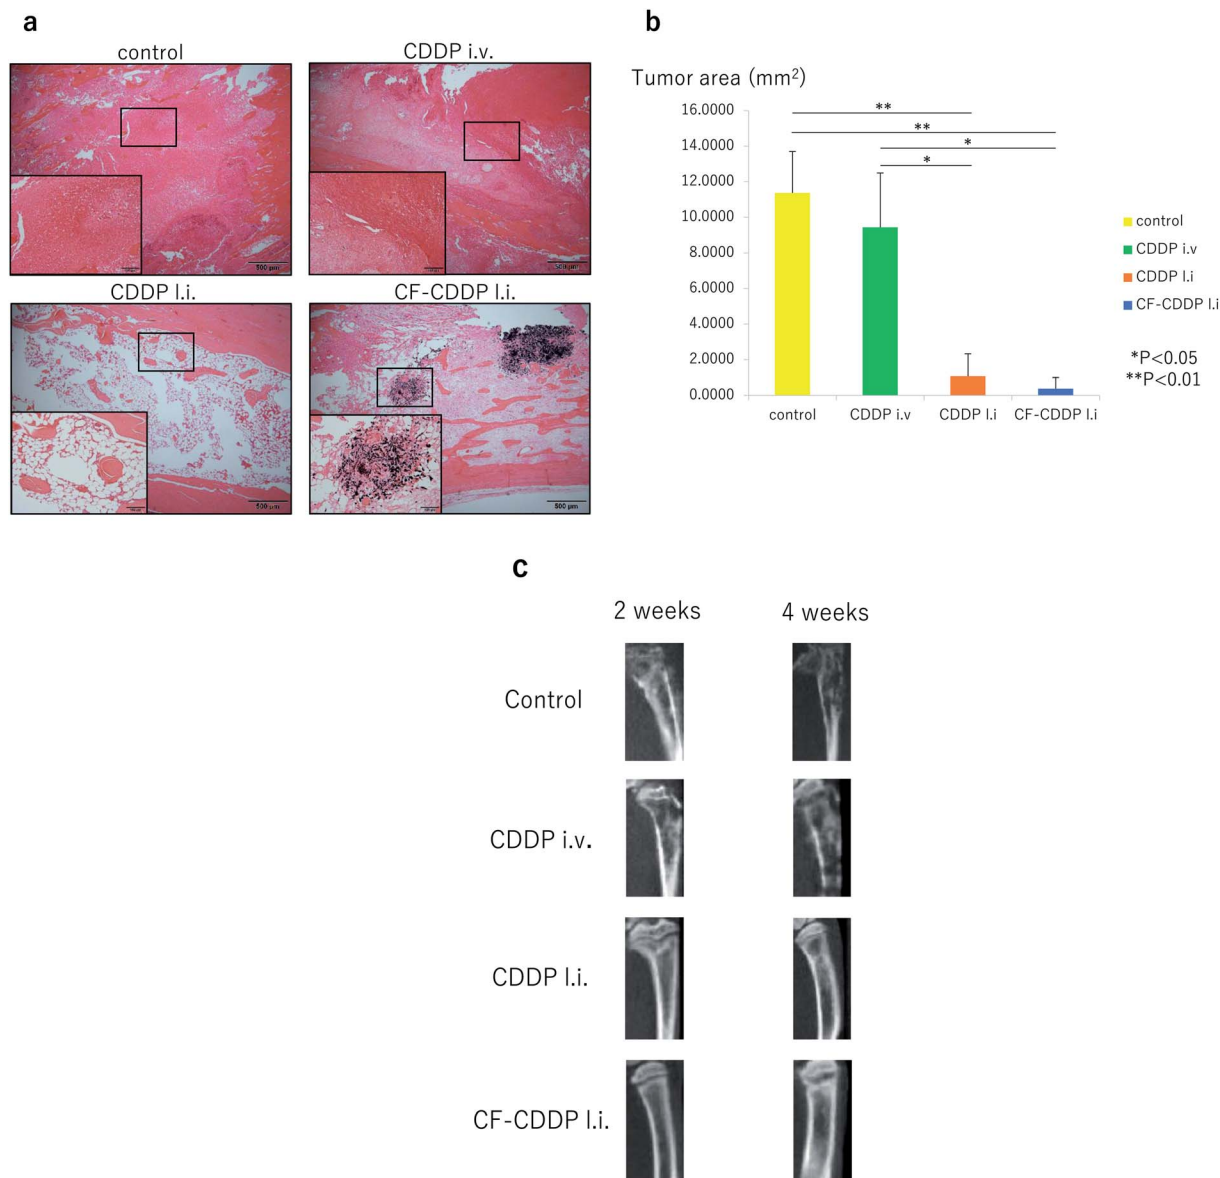 a
control
CDDP i.v.
500 μm
500 μm
CDDP l.i.
CF-CDDP l.i.
500 μm
500 μm
b
Tumor area (mm²)
16.0000
14.0000
12.0000
10.0000
8.0000
6.0000
4.0000
2.0000
0.0000
**
**
*
*
control
CDDP i.v
CDDP l.i
CF-CDDP l.i
control
CDDP i.v
CDDP l.i
CF-CDDP l.i
*P<0.05
**P<0.01
c
2 weeks
4 weeks
Control
CDDP i.v.
CDDP l.i.
CF-CDDP l.i.